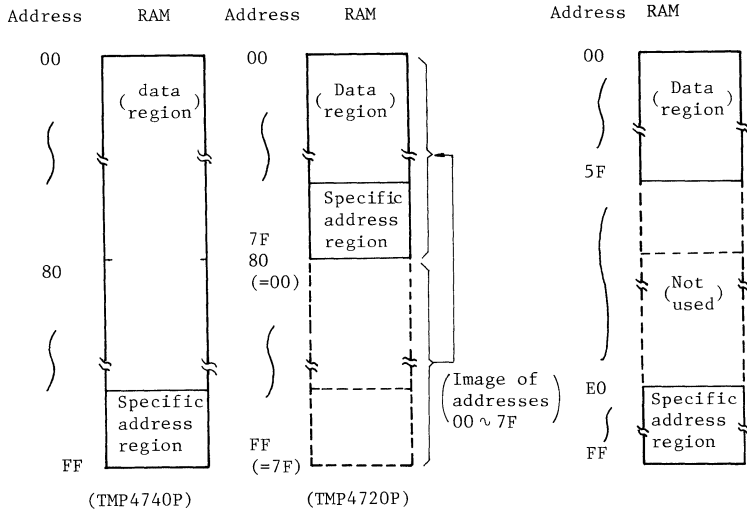 Address RAM Address RAM Address RAM
00
data
region
80
Specific
address
region
FF
(TMP4740P)
00
Data
region
Specific
address
region
7F
80
(=00)
FF
(=7F)
(TMP4720P)
(Image of
addresses
00 ~ 7F)
00
(Data
region)
5F
(Not
used)
E0
Specific
address
region
FF